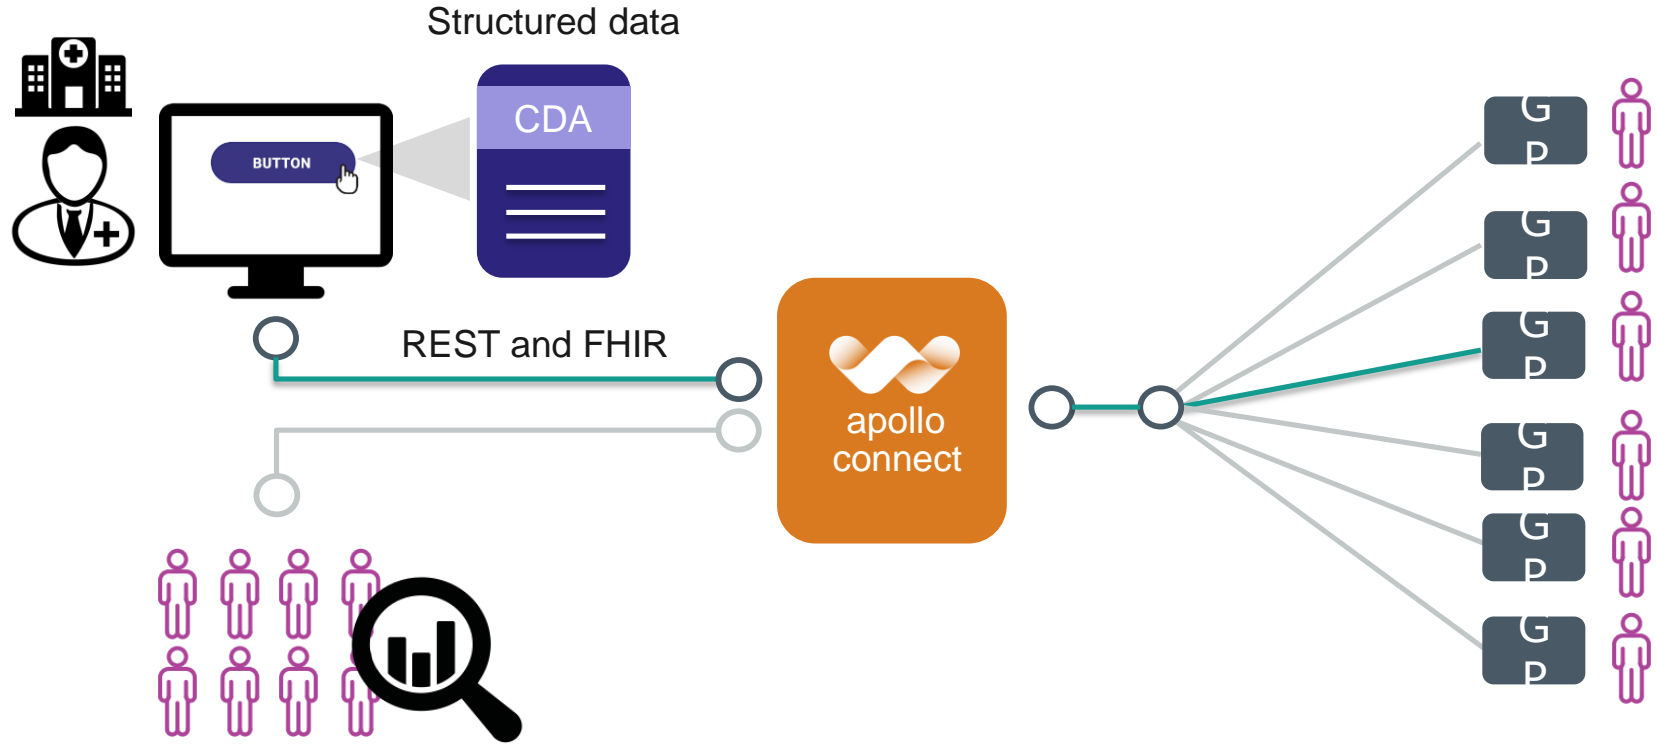 Structured data
CDA
BUTTON
REST and FHIR
apollo
connect
G
P
G
P
G
P
G
P
G
P
G
P